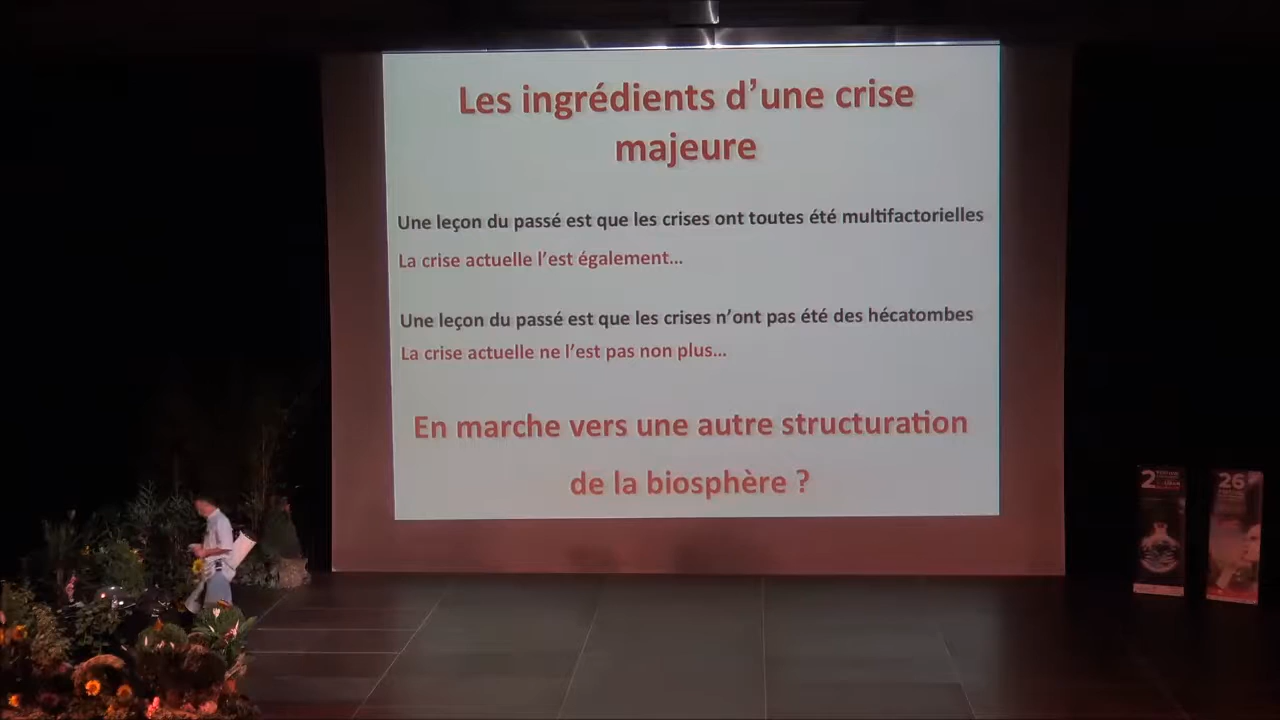 Les ingrédients d’une crise
majeure
Une leçon du passé est que les crises ont toutes été multifactorielles
La crise actuelle l’est également...
Une leçon du passé est que les crises n’ont pas été des hécatombes
La crise actuelle ne l’est pas non plus...
En marche vers une autre structuration
de la biosphère ?
2
26